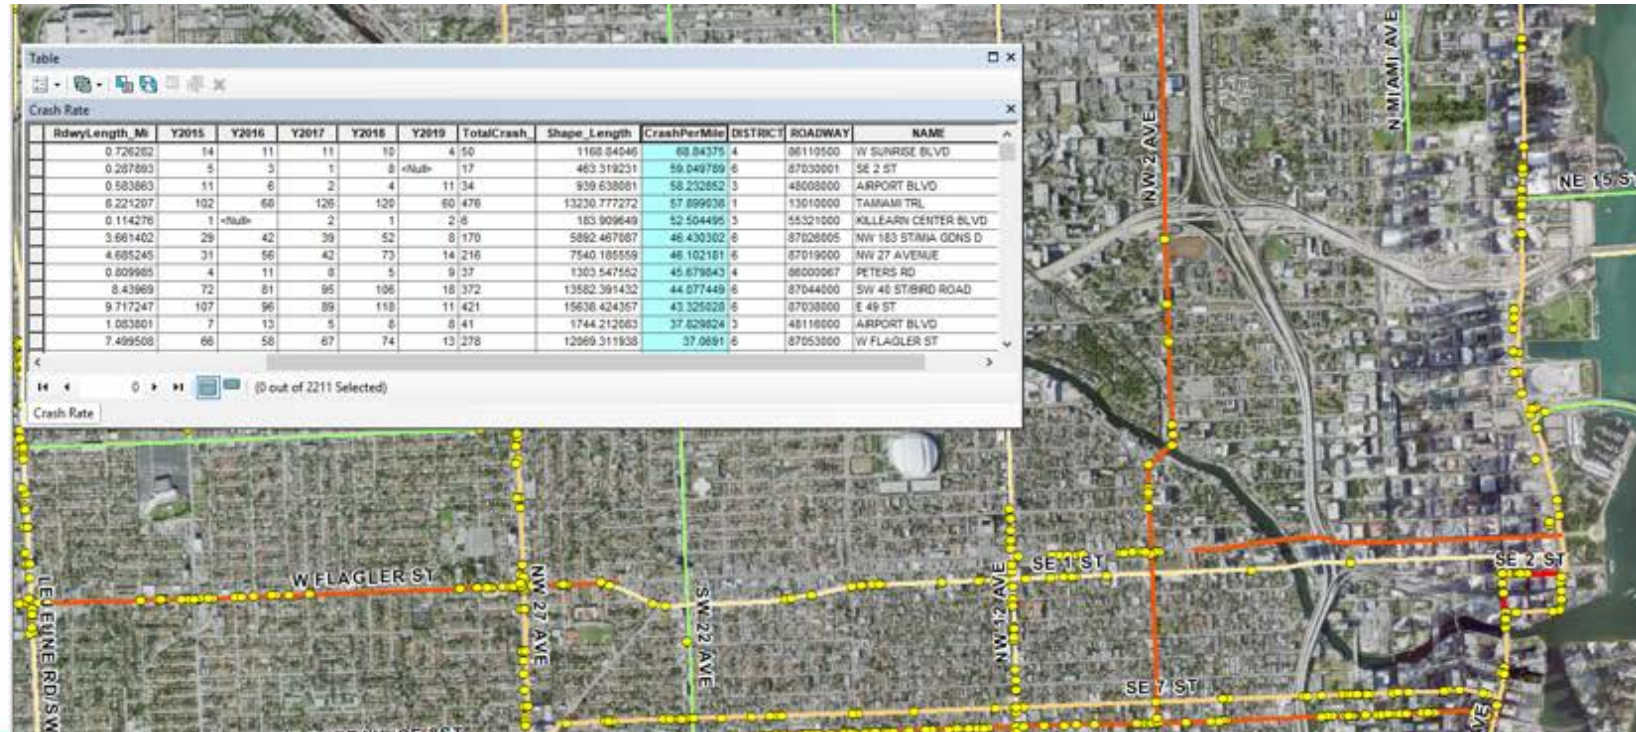 Table
Crash Rate
RdwyLength_Mi Y2015 Y2016 Y2017 Y2018 Y2019 TotalCrash_ Shape_Length CrashPerMile DISTRICT ROADWAY NAME
0.726282 14 11 11 10 4 50 1168.84046 68.84375 4 86110500 W SUNRISE BLVD
0.287893 5 3 1 8 <Null> 17 463.319231 59.049789 6 87030001 SE 2 ST
0.583863 11 6 2 4 11 34 939.638081 58.232852 3 48008000 AIRPORT BLVD
8.221207 102 68 126 120 60 476 13230.777272 57.899038 1 13010000 TAMIAMI TRL
0.114276 1 <Null> 2 1 2 6 183.909649 52.504495 3 55321000 KILLEARN CENTER BLVD
3.661402 29 42 39 52 8 170 5892.467087 46.430302 6 87026005 NW 183 ST/MIA GDNS D
4.685245 31 56 42 73 14 216 7540.185559 46.102181 6 87019000 NW 27 AVENUE
0.809985 4 11 8 5 9 37 1303.547552 45.679843 4 86000067 PETERS RD
8.43969 72 81 95 106 18 372 13582.391432 44.077449 6 87044000 SW 40 ST/BIRD ROAD
9.717247 107 96 89 118 11 421 15638.424357 43.325028 6 87038000 E 49 ST
1.083801 7 13 5 8 8 41 1744.212083 37.829824 3 48116000 AIRPORT BLVD
7.499508 66 58 67 74 13 278 12069.311938 37.0691 6 87053000 W FLAGLER ST
0 (0 out of 2211 Selected)
Crash Rate
N MIAMI AVE
NW 2 AVE
NE 15 S
W FLAGLER ST
SE 1 ST
SE 2 ST
LEJEUNE RD/SW
NW 27 AVE
SW 22 AVE
NW 12 AVE
SE 7 ST
AVE